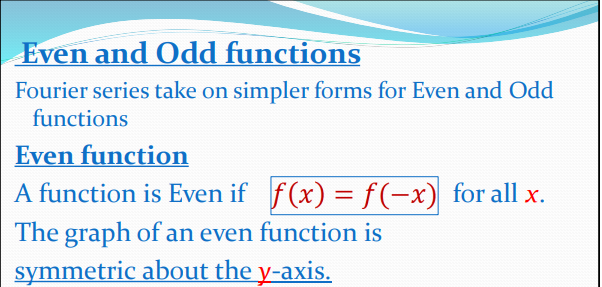 Even and Odd functions
Fourier series take on simpler forms for Even and Odd
functions
Even function
A function is Even if f(x) = f(−x) for all x.
The graph of an even function is
symmetric about the y-axis.